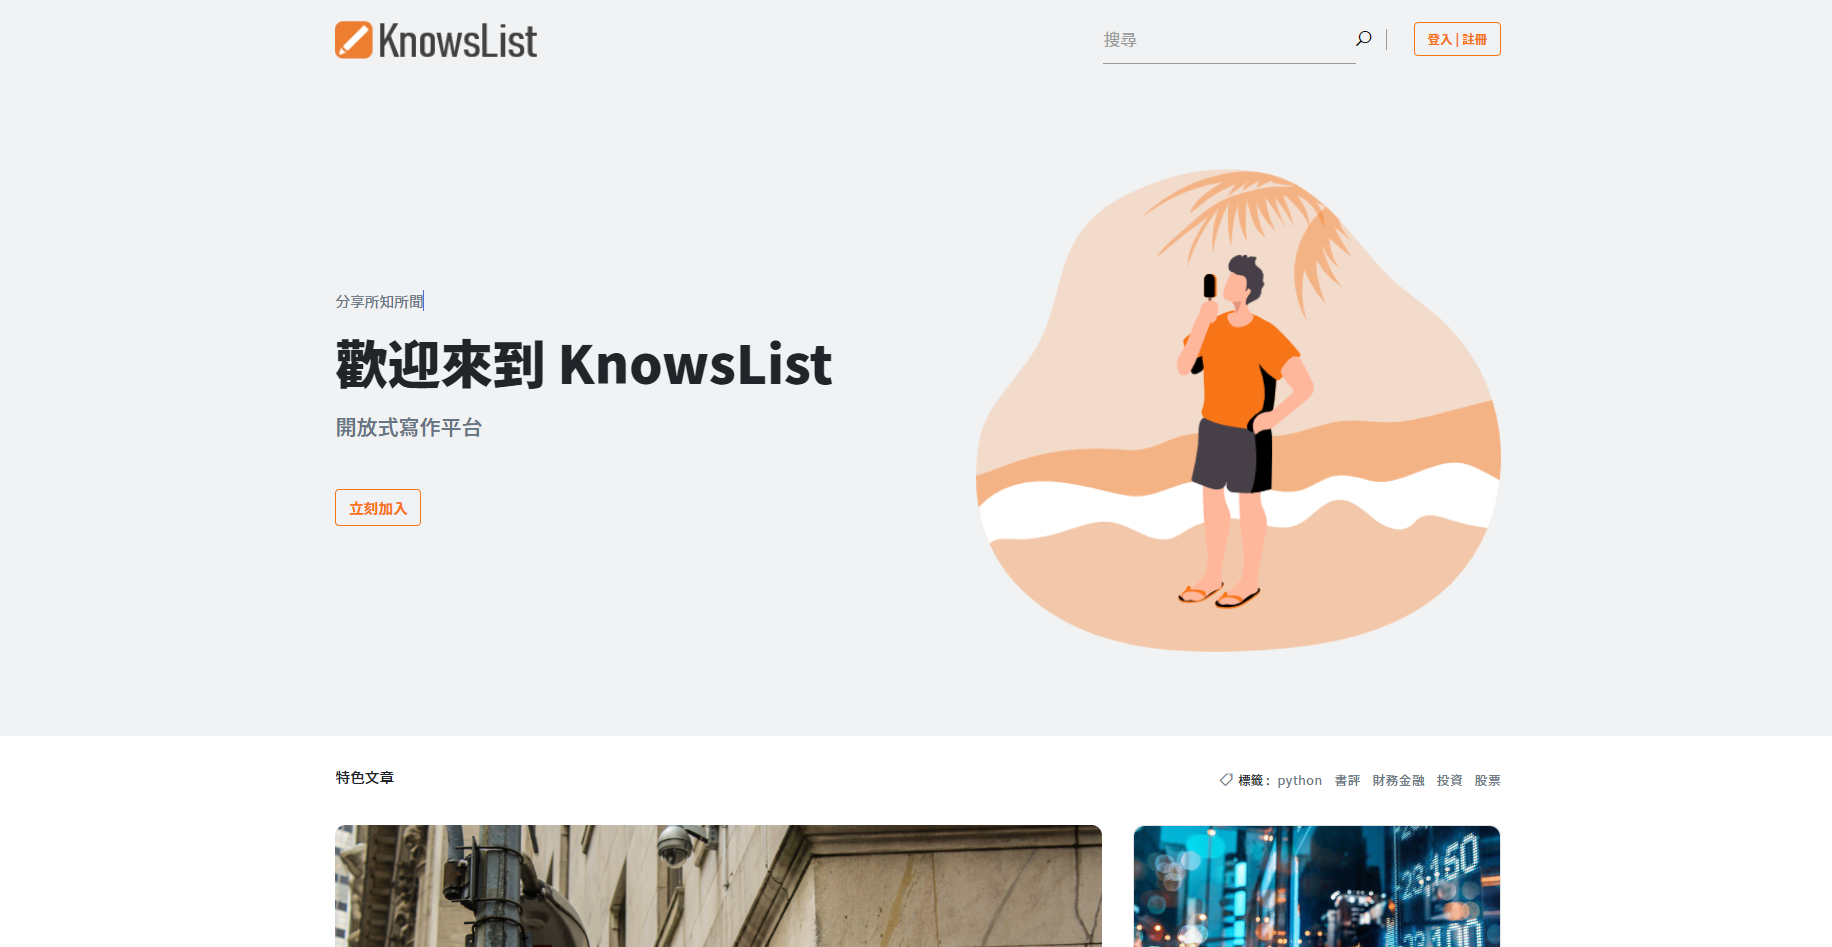 KnowsList
搜尋
登入 | 註冊
分享所知所聞
歡迎來到 KnowsList
開放式寫作平台
立刻加入
特色文章
標籤 : python 書評 財務金融 投資 股票